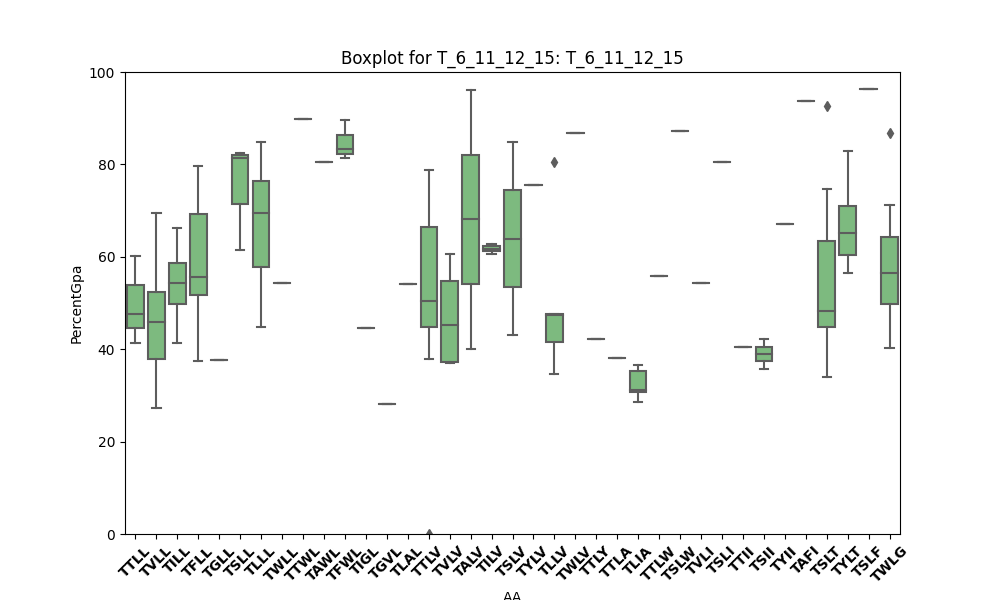 Boxplot for T_6_11_12_15: T_6_11_12_15
PercentGpa
100
80
60
40
20
0
TTLL
TVLL
TILL
TFLL
TGLL
TSLL
TLLL
TWLL
TTWL
TAWL
TFWL
TIGL
TGVL
TLAL
TTLV
TVLV
TALV
TILV
TSLV
TYLV
TLLV
TWLV
TTLY
TTLA
TLIA
TTLW
TSLW
TVLI
TSLI
TTII
TSII
TYII
TAFI
TSLT
TYLT
TSLF
TWLG
AA